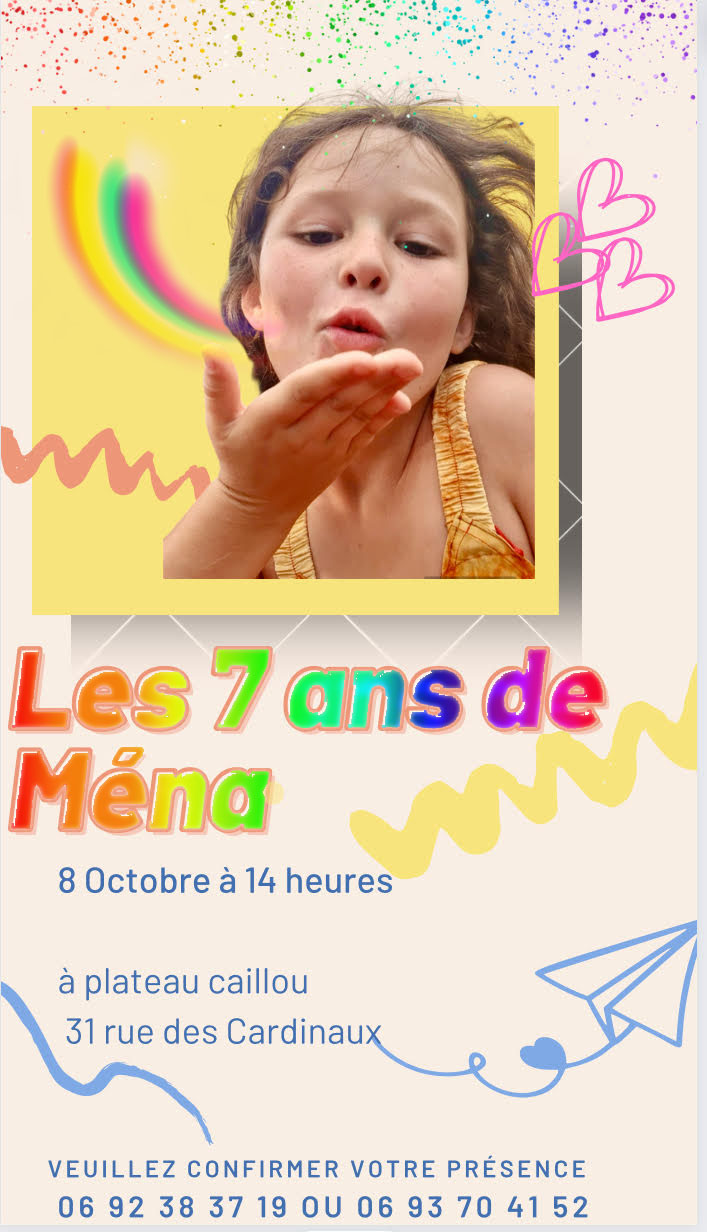 Les 7 ans de
Ména
8 Octobre à 14 heures
à plateau caillou
31 rue des Cardinaux
VEUILLEZ CONFIRMER VOTRE PRÉSENCE
06 92 38 37 19 OU 06 93 70 41 52